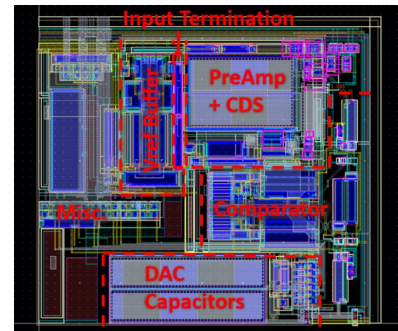 Input Termination
PreAmp
+ CDS
Vref Buffer
Misc.
Comparator
DAC
Capacitors